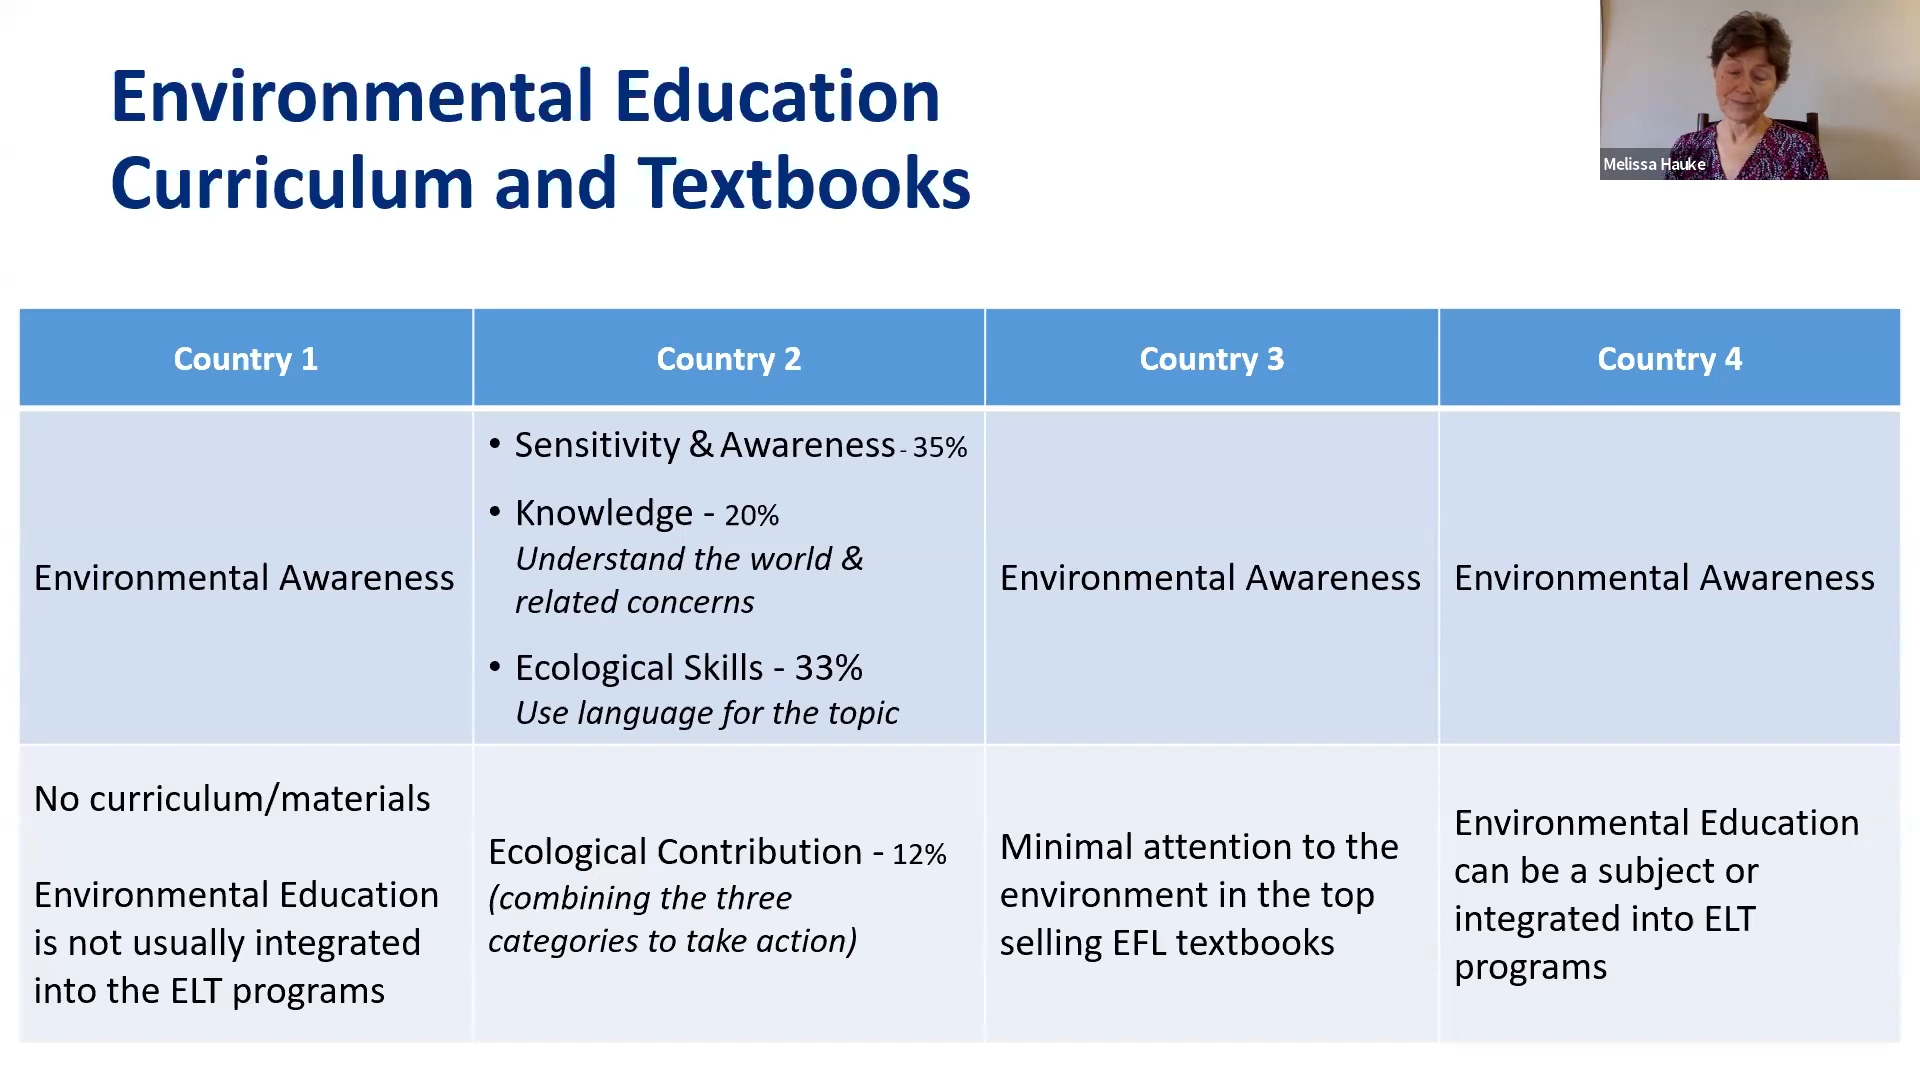 Environmental Education
Curriculum and Textbooks
Melissa Hauke
Country 1
Country 2
Country 3
Country 4
Environmental Awareness
• Sensitivity & Awareness - 35%
• Knowledge - 20%
Understand the world &
related concerns
• Ecological Skills - 33%
Use language for the topic
Environmental Awareness
Environmental Awareness
No curriculum/materials
Environmental Education
is not usually integrated
into the ELT programs
Ecological Contribution - 12%
(combining the three
categories to take action)
Minimal attention to the
environment in the top
selling EFL textbooks
Environmental Education
can be a subject or
integrated into ELT
programs